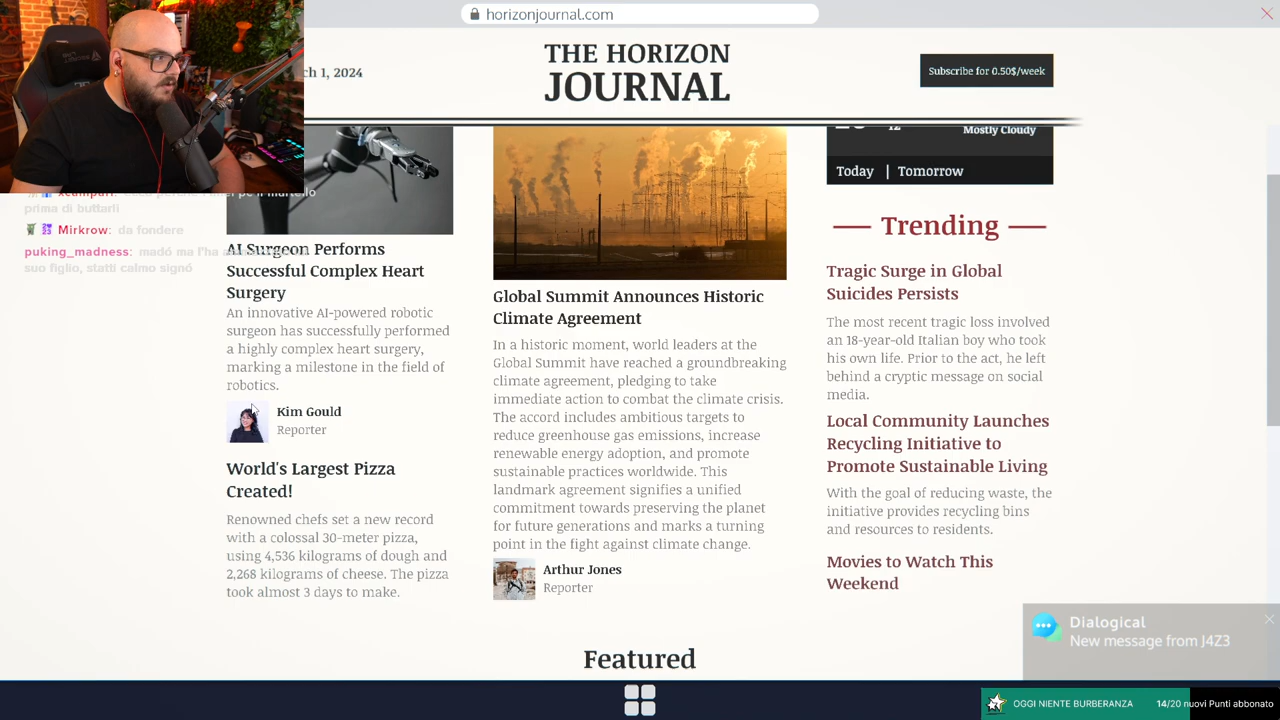 horizonjournal.com
ch 1, 2024
THE HORIZON
JOURNAL
Subscribe for 0.50$/week
Mostly Cloudy
Today | Tomorrow
prima di buttarli
Mirkrow: da fondere
puking_madness: madó ma l'ha
suo figlio, statti calmo signó
AI Surgeon Performs
Successful Complex Heart
Surgery
An innovative AI-powered robotic
surgeon has successfully performed
a highly complex heart surgery,
marking a milestone in the field of
robotics.
Kim Gould
Reporter
World's Largest Pizza
Created!
Renowned chefs set a new record
with a colossal 30-meter pizza,
using 4,536 kilograms of dough and
2,268 kilograms of cheese. The pizza
took almost 3 days to make.
Global Summit Announces Historic
Climate Agreement
In a historic moment, world leaders at the
Global Summit have reached a groundbreaking
climate agreement, pledging to take
immediate action to combat the climate crisis.
The accord includes ambitious targets to
reduce greenhouse gas emissions, increase
renewable energy adoption, and promote
sustainable practices worldwide. This
landmark agreement signifies a unified
commitment towards preserving the planet
for future generations and marks a turning
point in the fight against climate change.
Arthur Jones
Reporter
Trending
Tragic Surge in Global
Suicides Persists
The most recent tragic loss involved
an 18-year-old Italian boy who took
his own life. Prior to the act, he left
behind a cryptic message on social
media.
Local Community Launches
Recycling Initiative to
Promote Sustainable Living
With the goal of reducing waste, the
initiative provides recycling bins
and resources to residents.
Movies to Watch This
Weekend
Featured
Dialogical
New message from J4Z3
OGGI NIENTE BURBERANZA
14/20 nuovi Punti abbonato